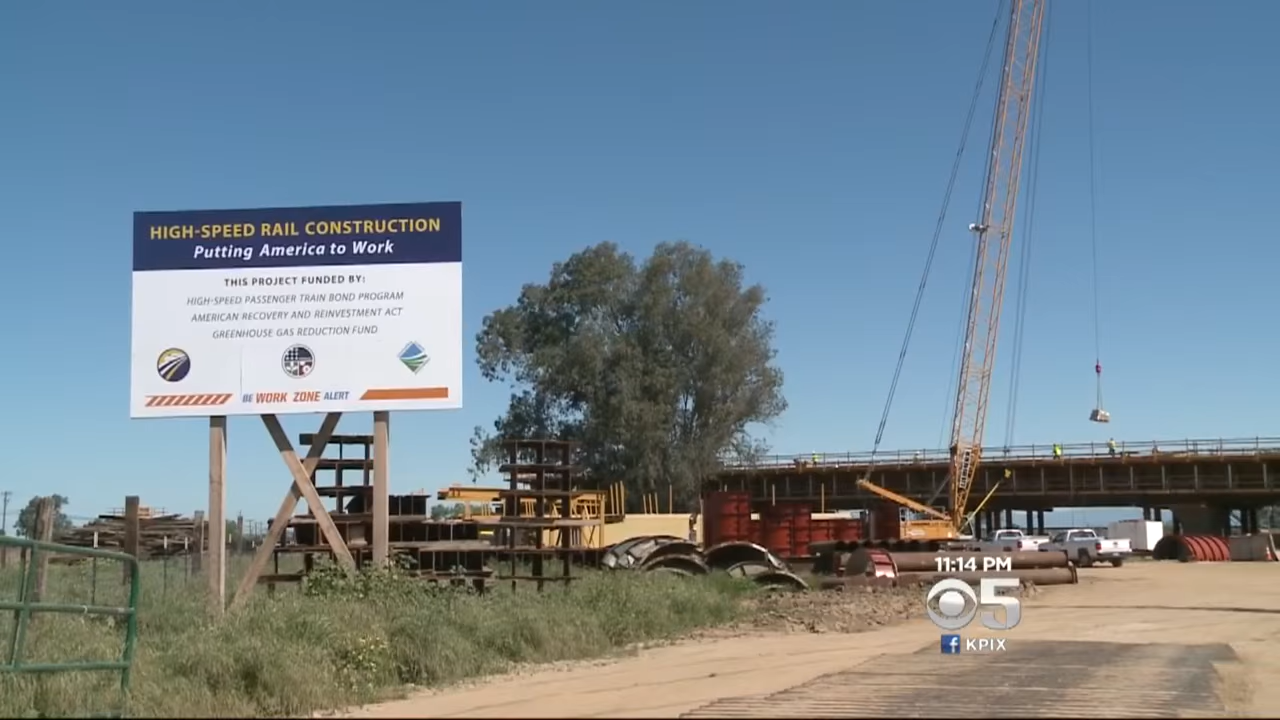 HIGH-SPEED RAIL CONSTRUCTION
Putting America to Work
THIS PROJECT FUNDED BY:
HIGH-SPEED PASSENGER TRAIN BOND PROGRAM
AMERICAN RECOVERY AND REINVESTMENT ACT
GREENHOUSE GAS REDUCTION FUND
BE WORK ZONE ALERT
11:14 PM
5
f KPIX